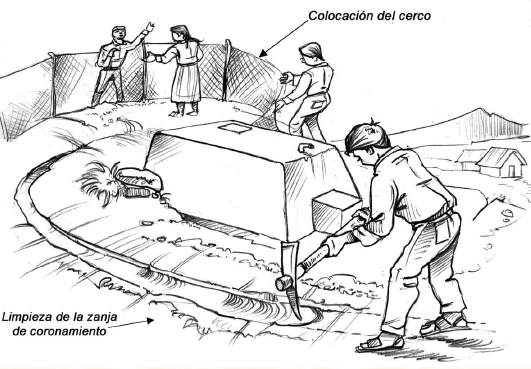 Colocación del cerco
Limpieza de la zanja
de coronamiento